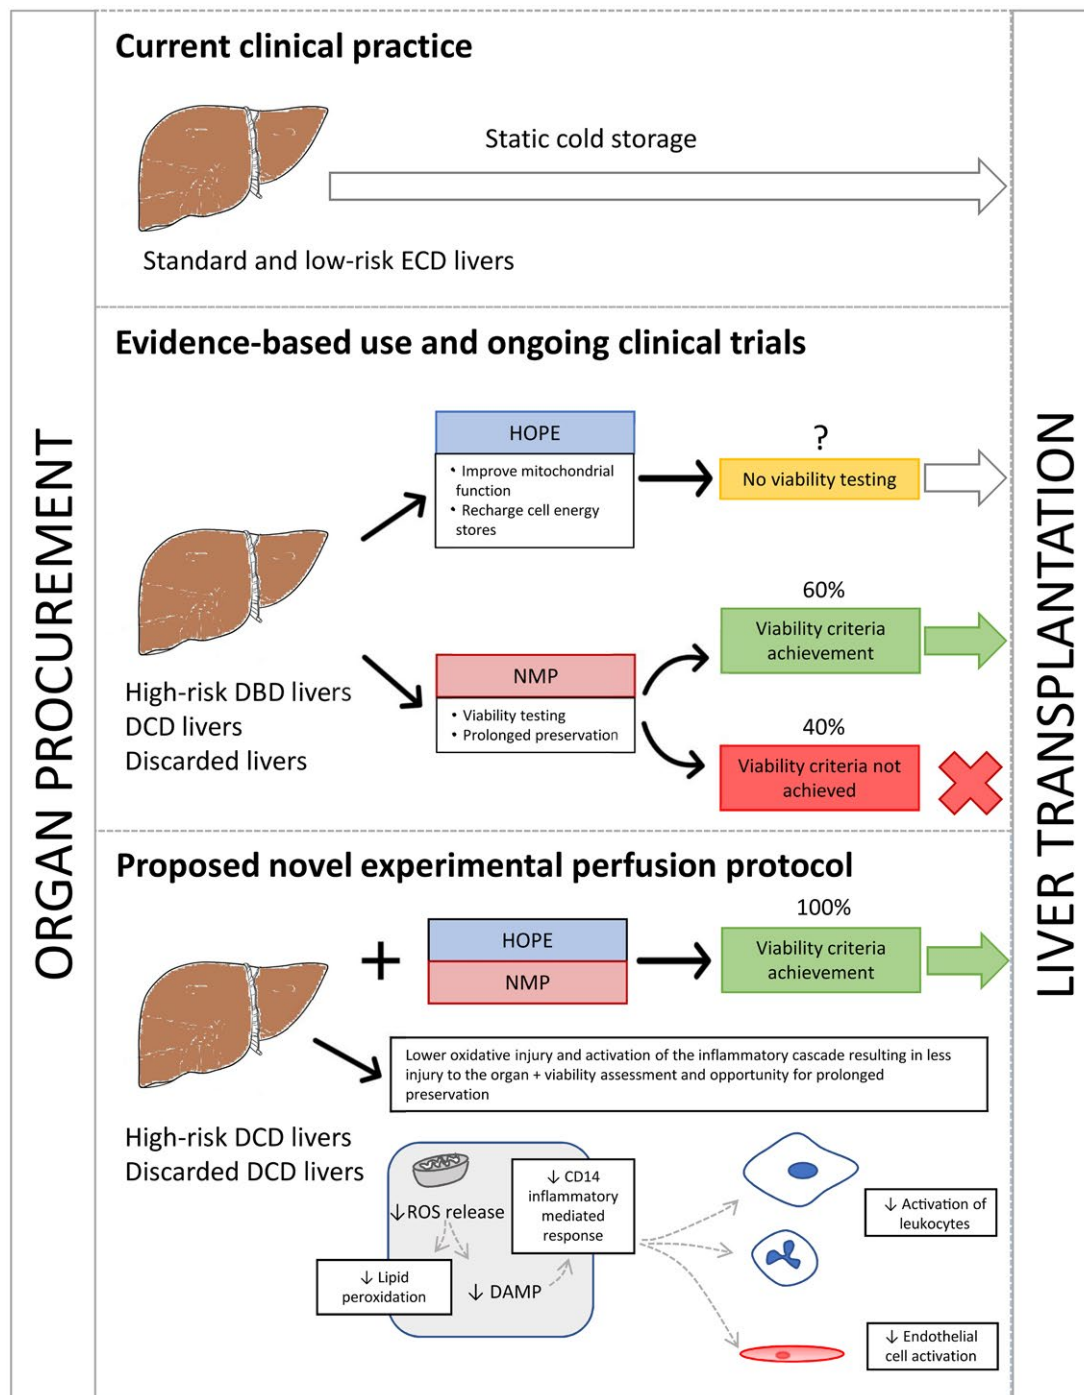 ORGAN PROCUREMENT
Current clinical practice
Static cold storage
Standard and low-risk ECD livers
Evidence-based use and ongoing clinical trials
HOPE
• Improve mitochondrial
function
• Recharge cell energy
stores
?
No viability testing
High-risk DBD livers
DCD livers
Discarded livers
NMP
• Viability testing
• Prolonged preservation
60%
Viability criteria
achievement
40%
Viability criteria not
achieved
Proposed novel experimental perfusion protocol
+
HOPE
NMP
100%
Viability criteria
achievement
Lower oxidative injury and activation of the inflammatory cascade resulting in less
injury to the organ + viability assessment and opportunity for prolonged
preservation
High-risk DCD livers
Discarded DCD livers
↓ROS release
↓ Lipid
peroxidation
↓ DAMP
↓ CD14
inflammatory
mediated
response
↓ Activation of
leukocytes
↓ Endothelial
cell activation
LIVER TRANSPLANTATION